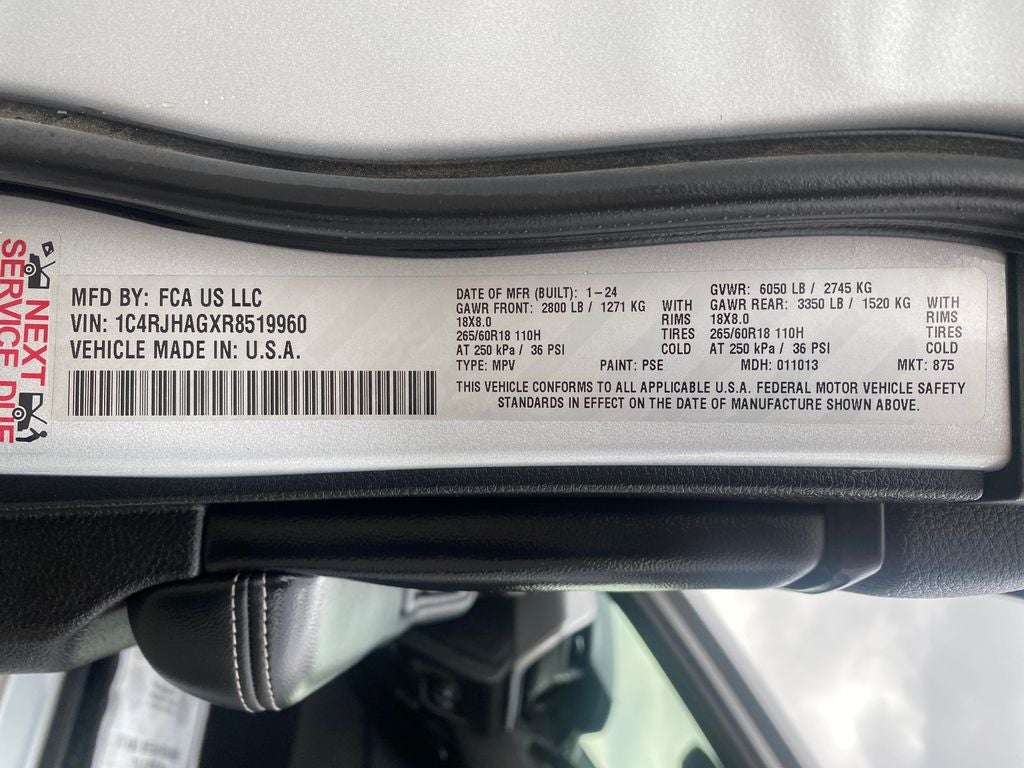 NEXT
SERVICE DUE
MFD BY: FCA US LLC
VIN: 1C4RJHAGXR8519960
VEHICLE MADE IN: U.S.A.
DATE OF MFR (BUILT): 1-24
GAWR FRONT: 2800 LB / 1271 KG WITH
18X8.0 RIMS
265/60R18 110H TIRES
AT 250 kPa / 36 PSI COLD
GVWR: 6050 LB / 2745 KG
GAWR REAR: 3350 LB / 1520 KG WITH
18X8.0 RIMS
265/60R18 110H TIRES
AT 250 kPa / 36 PSI COLD
TYPE: MPV PAINT: PSE MDH: 011013 MKT: 875
THIS VEHICLE CONFORMS TO ALL APPLICABLE U.S.A. FEDERAL MOTOR VEHICLE SAFETY
STANDARDS IN EFFECT ON THE DATE OF MANUFACTURE SHOWN ABOVE.